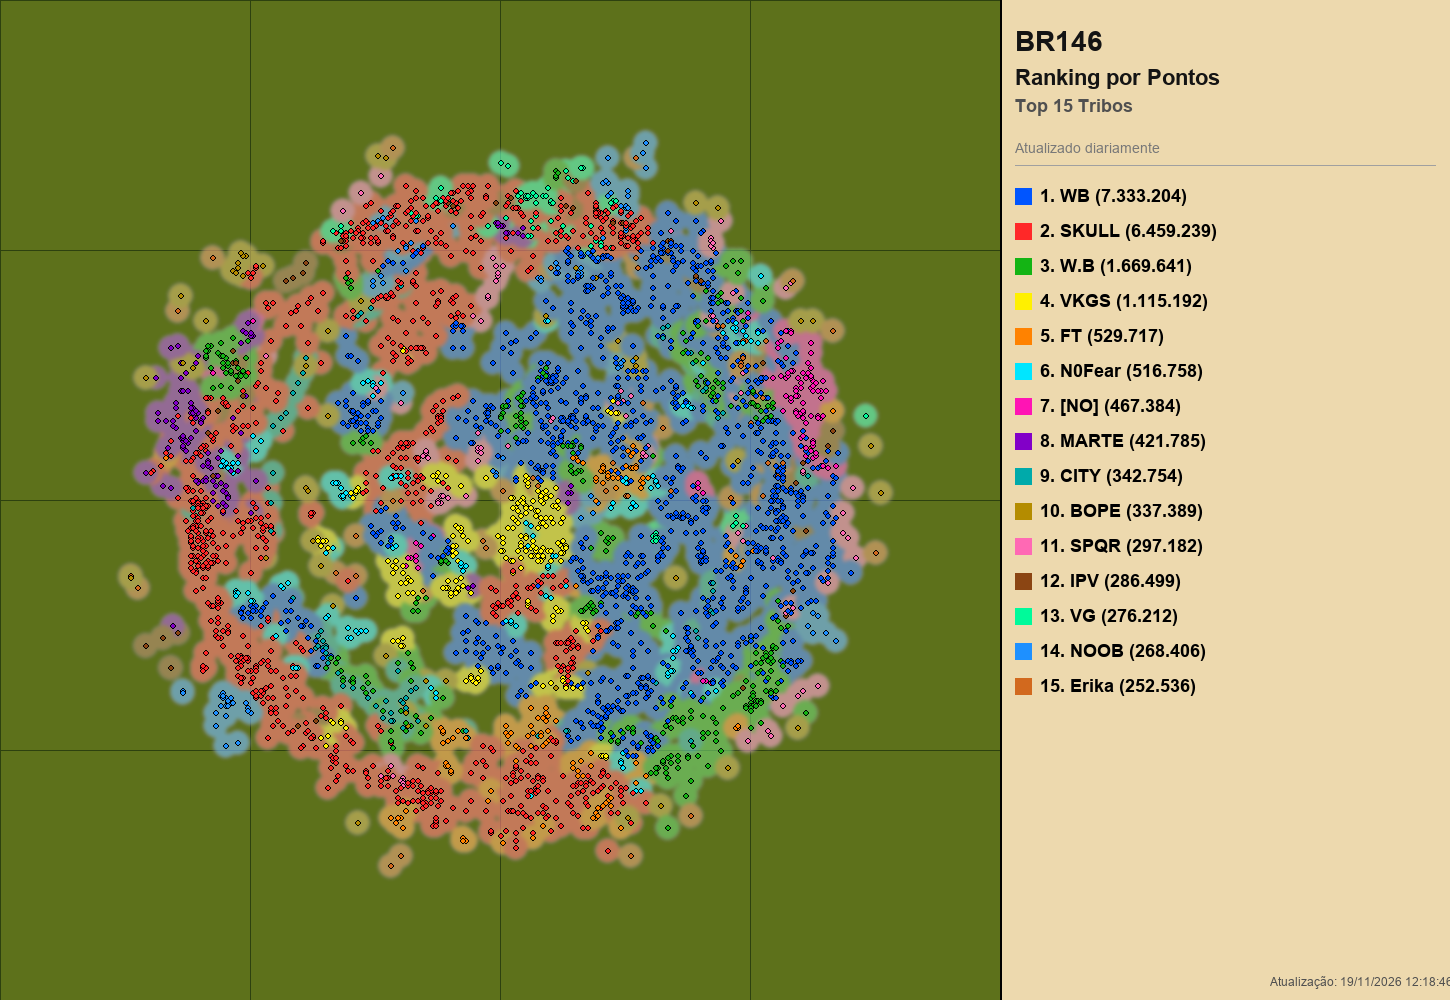 BR146
Ranking por Pontos
Top 15 Tribos
Atualizado diariamente
1. WB (7.333.204)
2. SKULL (6.459.239)
3. W.B (1.669.641)
4. VKGS (1.115.192)
5. FT (529.717)
6. N0Fear (516.758)
7. [NO] (467.384)
8. MARTE (421.785)
9. CITY (342.754)
10. BOPE (337.389)
11. SPQR (297.182)
12. IPV (286.499)
13. VG (276.212)
14. NOOB (268.406)
15. Erika (252.536)
Atualização: 19/11/2026 12:18:46